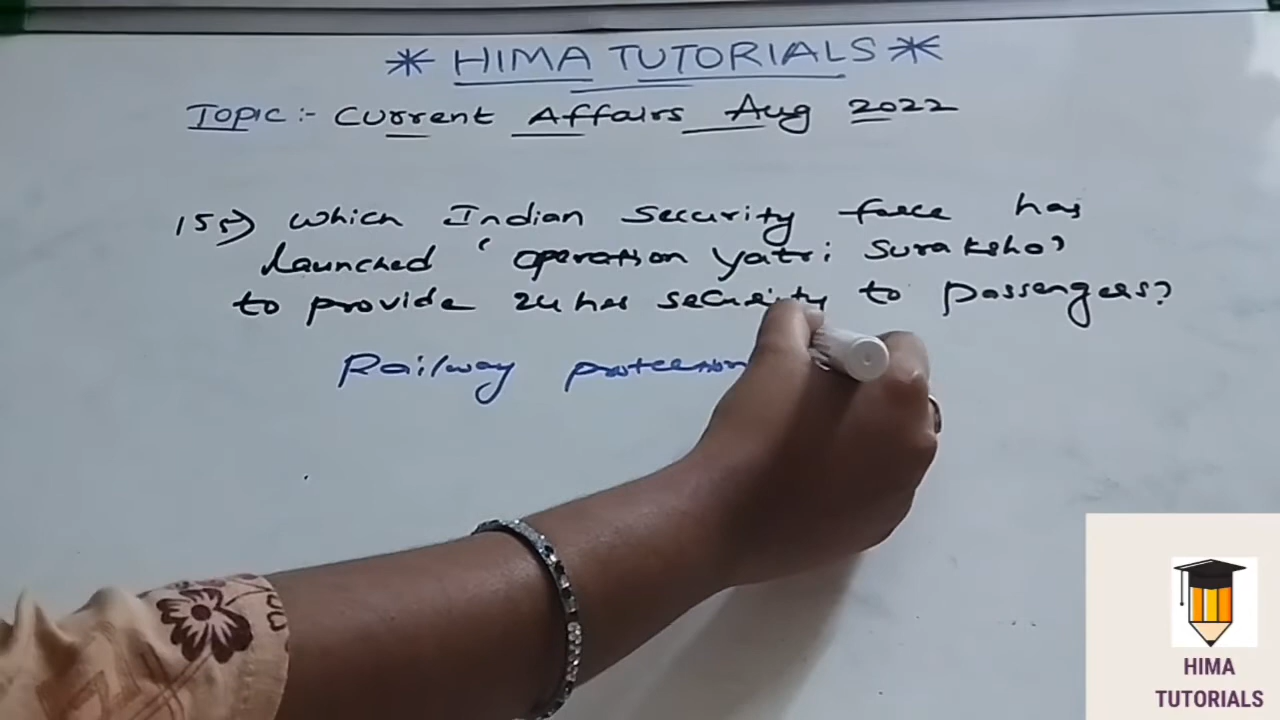 * HIMA TUTORIALS *
TOPIC :- Current Affairs Aug 2022
155) Which Indian Security force has
launched 'operation Yatri Suraksha'
to provide 24 hrs security to passengers?
Railway protection
HIMA
TUTORIALS